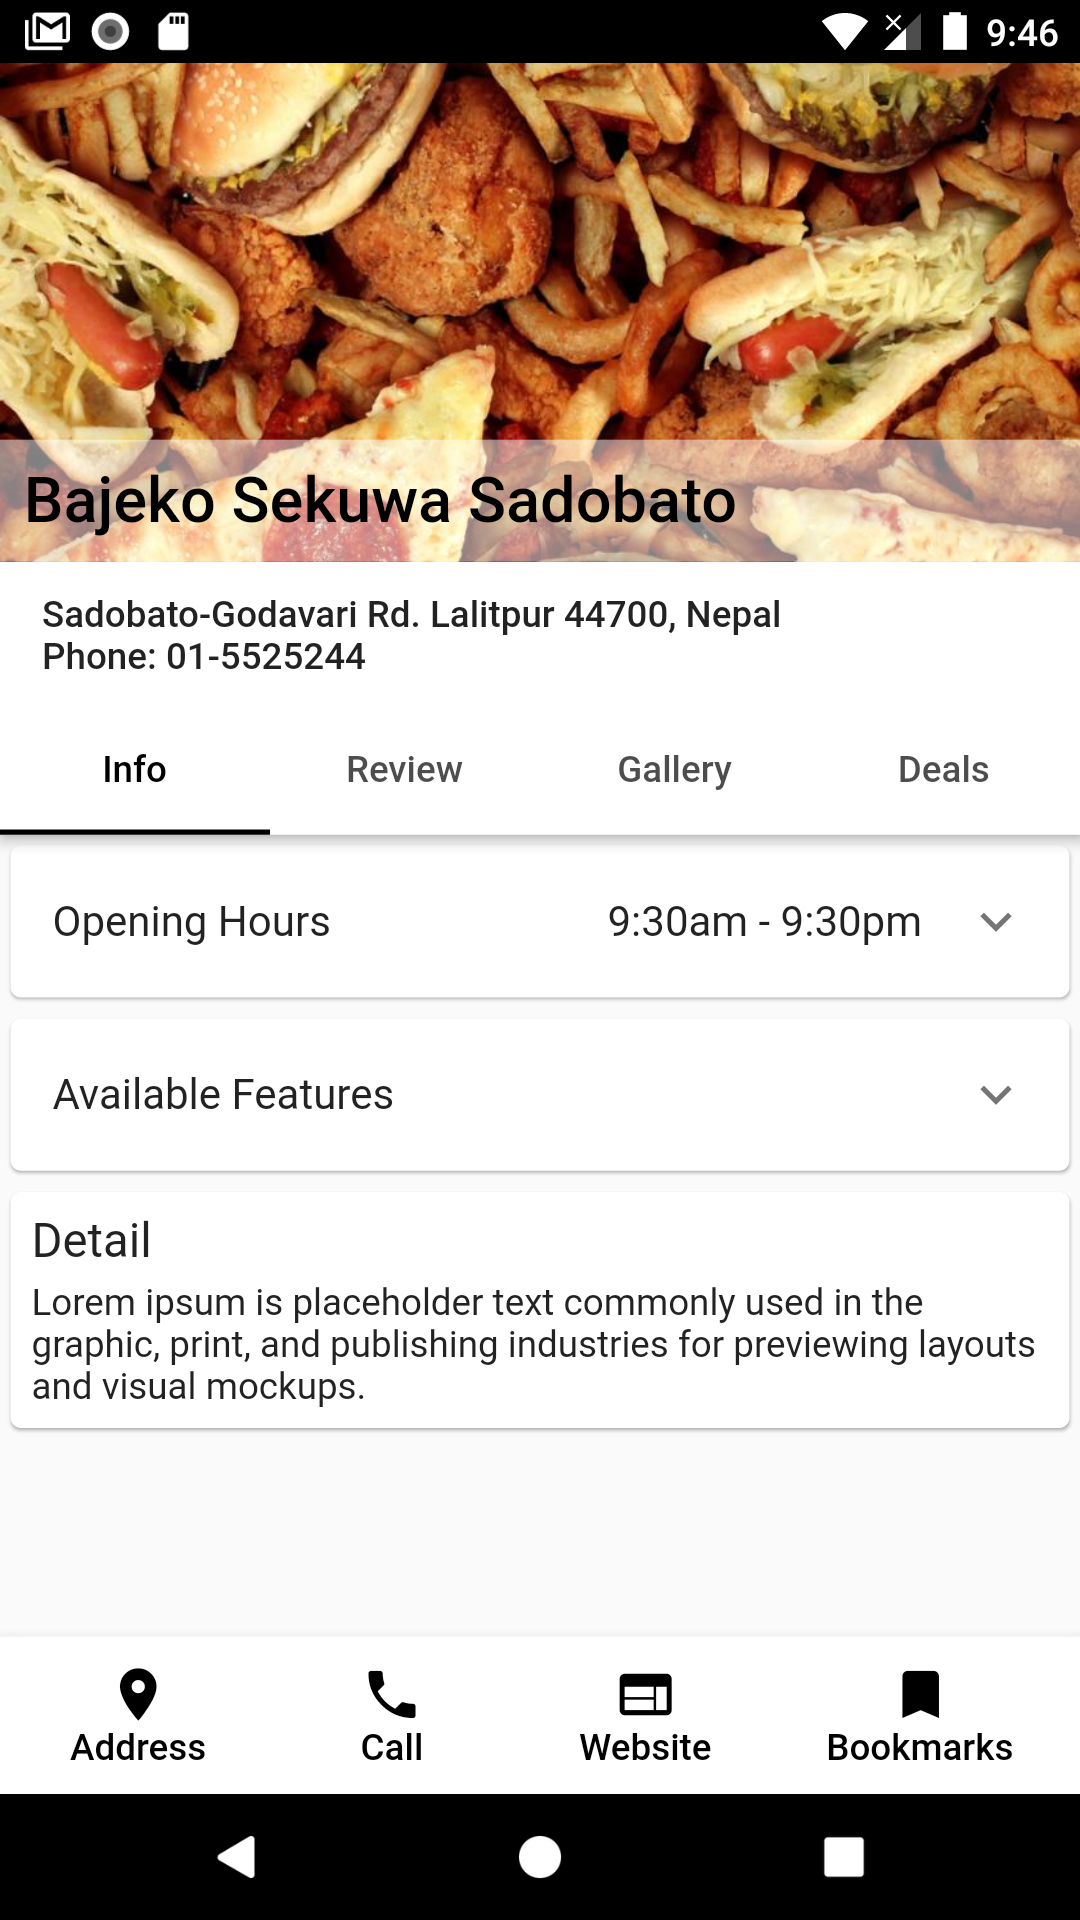 9:46
Bajeko Sekuwa Sadobato
Sadobato-Godavari Rd. Lalitpur 44700, Nepal
Phone: 01-5525244
Info Review Gallery Deals
Opening Hours 9:30am - 9:30pm
Available Features
Detail
Lorem ipsum is placeholder text commonly used in the
graphic, print, and publishing industries for previewing layouts
and visual mockups.
Address Call Website Bookmarks